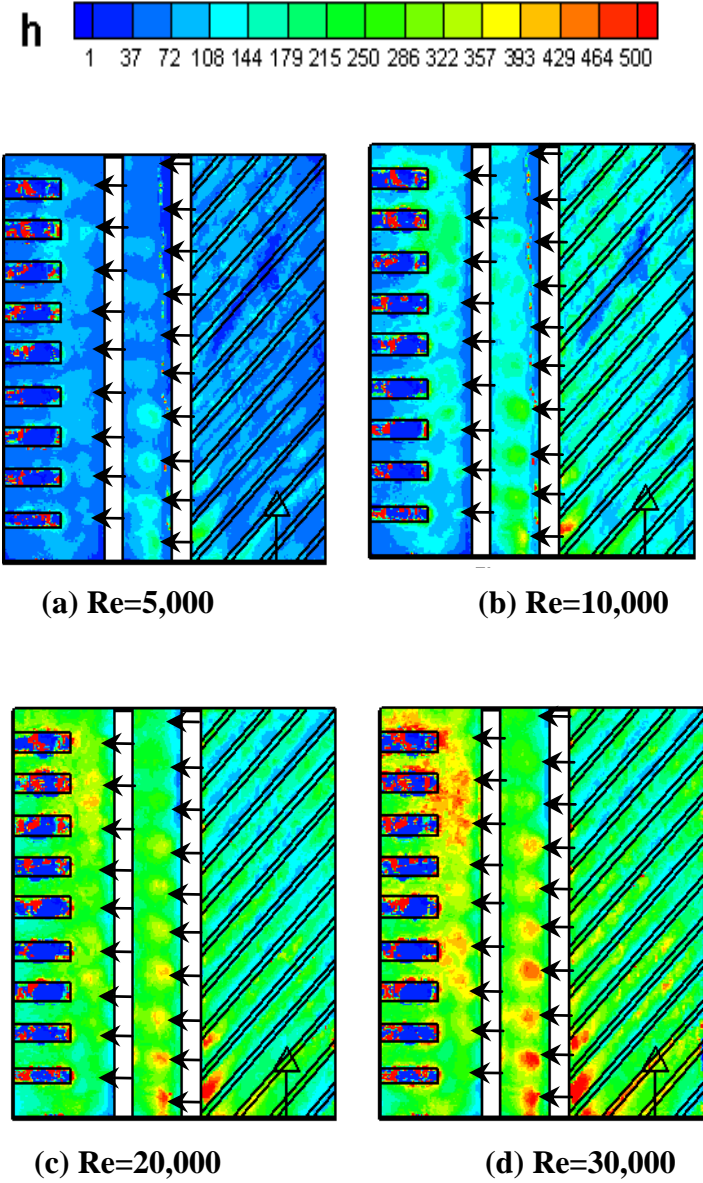 h
1 37 72 108 144 179 215 250 286 322 357 393 429 464 500
(a) Re=5,000
(b) Re=10,000
(c) Re=20,000
(d) Re=30,000